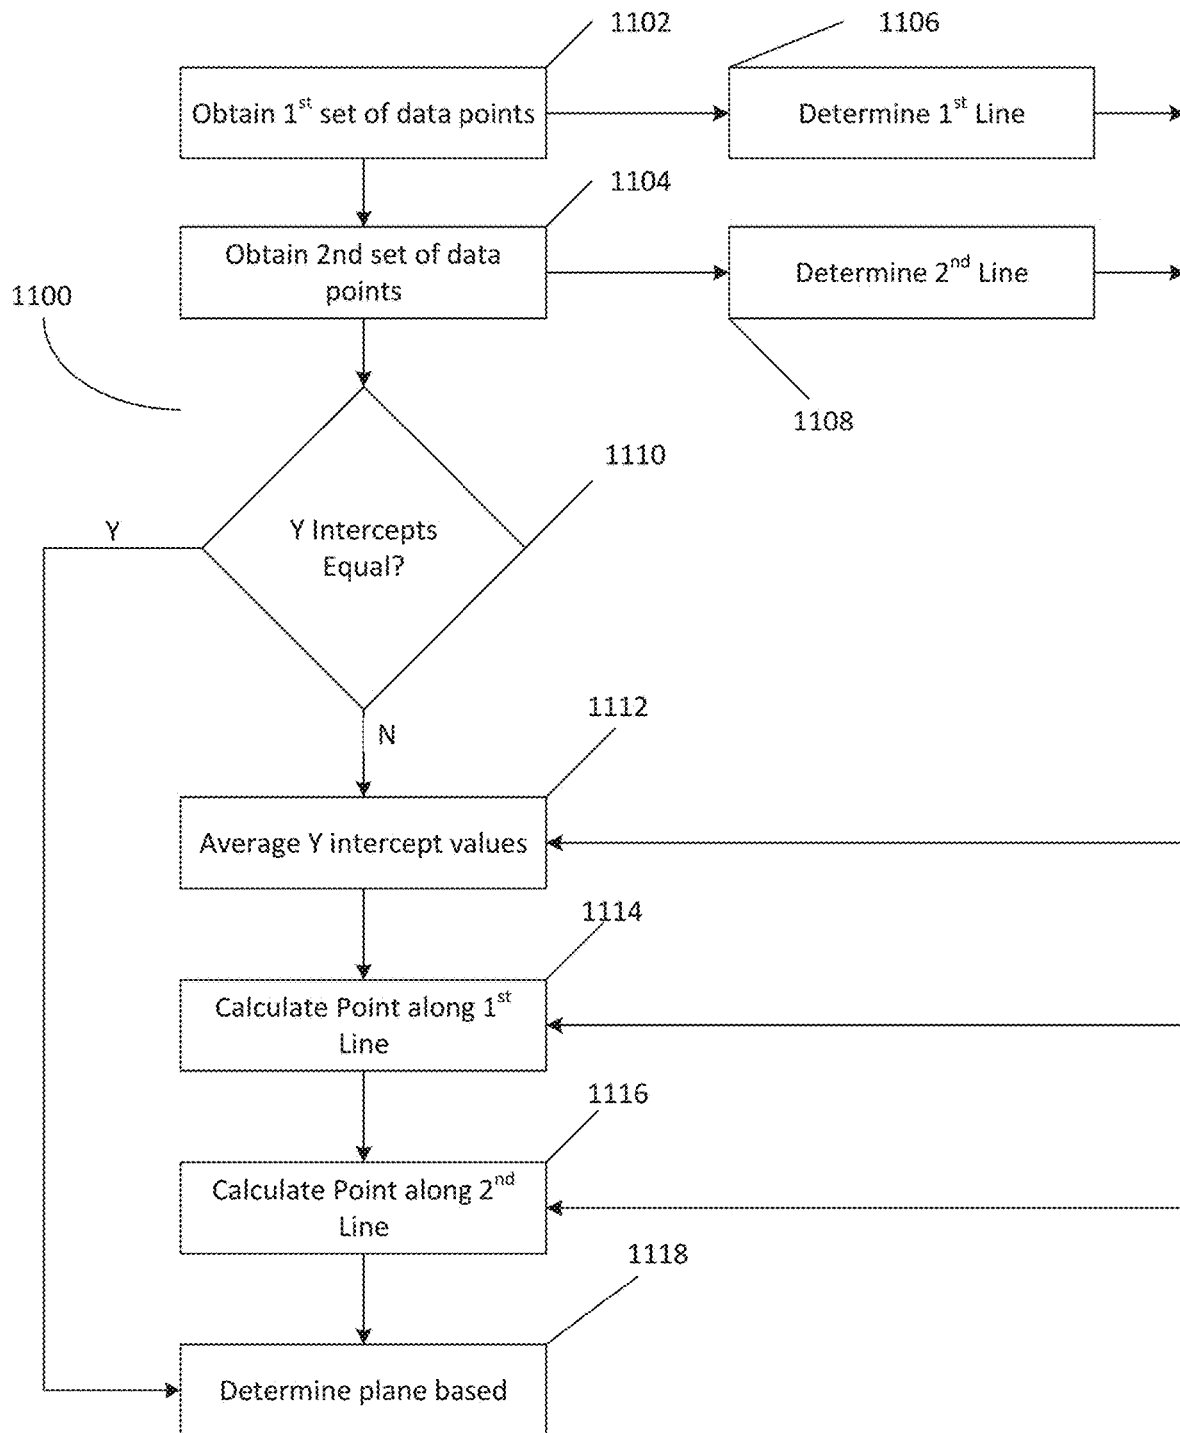 1102
1106
Obtain 1st set of data points
Determine 1st Line
1104
Obtain 2nd set of data
points
Determine 2nd Line
1100
1108
1110
Y
Y Intercepts
Equal?
1112
N
Average Y intercept values
1114
Calculate Point along 1st
Line
1116
Calculate Point along 2nd
Line
1118
Determine plane based